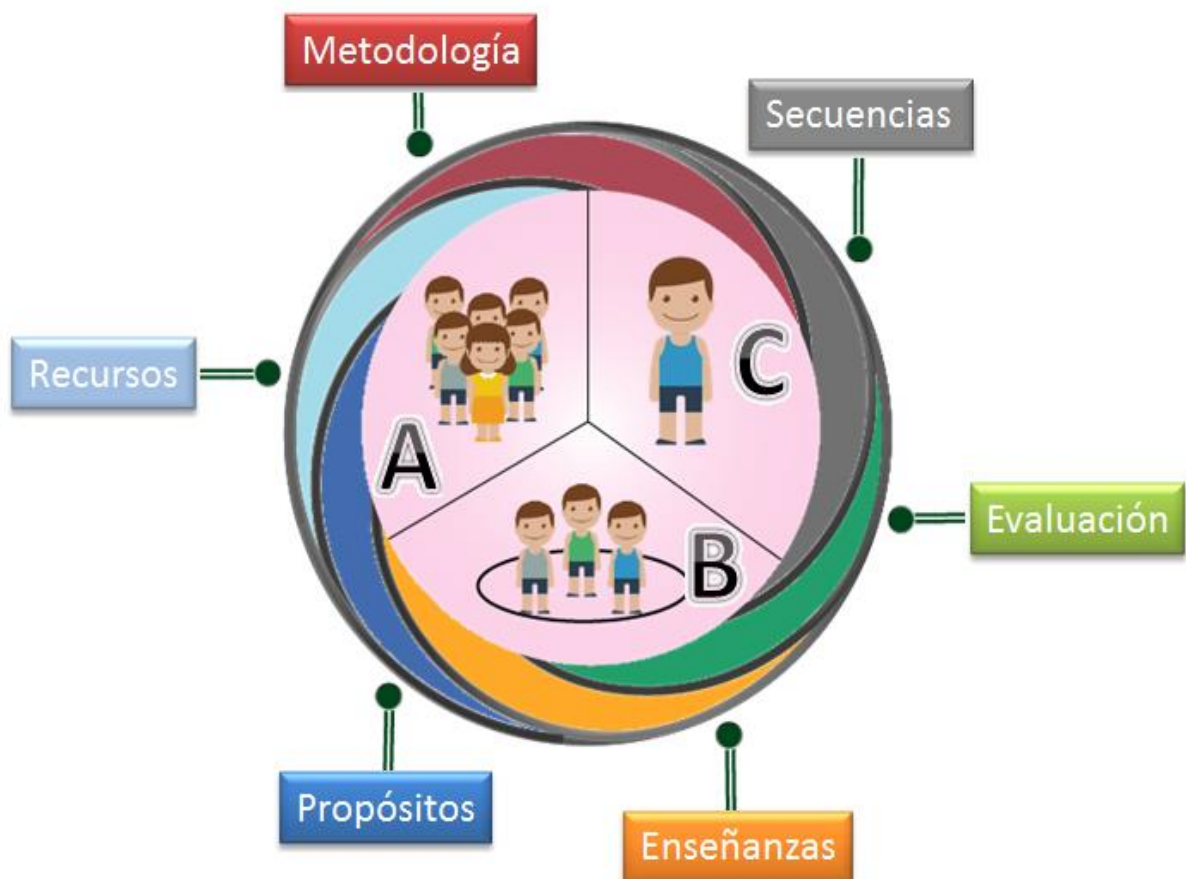 Metodología
Secuencias
C
Recursos
A
Evaluación
B
Propósitos
Enseñanzas